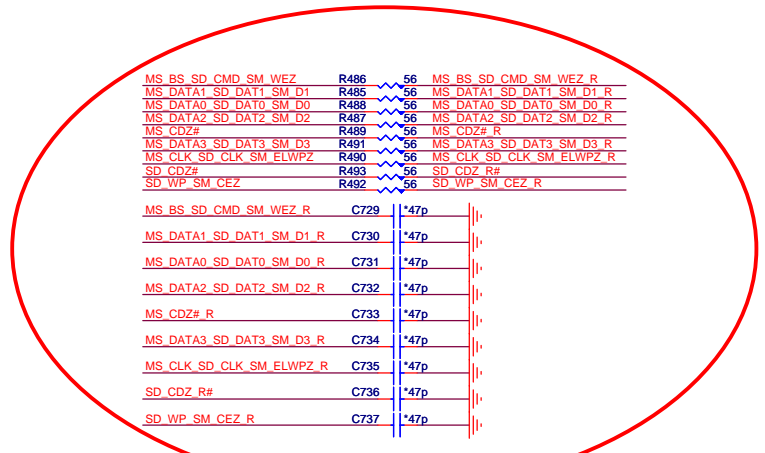 MS_BS_SD_CMD_SM_WEZ R486 56 MS_BS_SD_CMD_SM_WEZ_R
MS_DATA1_SD_DAT1_SM_D1 R485 56 MS_DATA1_SD_DAT1_SM_D1_R
MS_DATA0_SD_DAT0_SM_D0 R488 56 MS_DATA0_SD_DAT0_SM_D0_R
MS_DATA2_SD_DAT2_SM_D2 R487 56 MS_DATA2_SD_DAT2_SM_D2_R
MS_CDZ# R489 56 MS_CDZ#_R
MS_DATA3_SD_DAT3_SM_D3 R491 56 MS_DATA3_SD_DAT3_SM_D3_R
MS_CLK_SD_CLK_SM_ELWPZ R490 56 MS_CLK_SD_CLK_SM_ELWPZ_R
SD_CDZ# R493 56 SD_CDZ_R#
SD_WP_SM_CEZ R492 56 SD_WP_SM_CEZ_R
MS_BS_SD_CMD_SM_WEZ_R C729 *47p
MS_DATA1_SD_DAT1_SM_D1_R C730 *47p
MS_DATA0_SD_DAT0_SM_D0_R C731 *47p
MS_DATA2_SD_DAT2_SM_D2_R C732 *47p
MS_CDZ#_R C733 *47p
MS_DATA3_SD_DAT3_SM_D3_R C734 *47p
MS_CLK_SD_CLK_SM_ELWPZ_R C735 *47p
SD_CDZ_R# C736 *47p
SD_WP_SM_CEZ_R C737 *47p